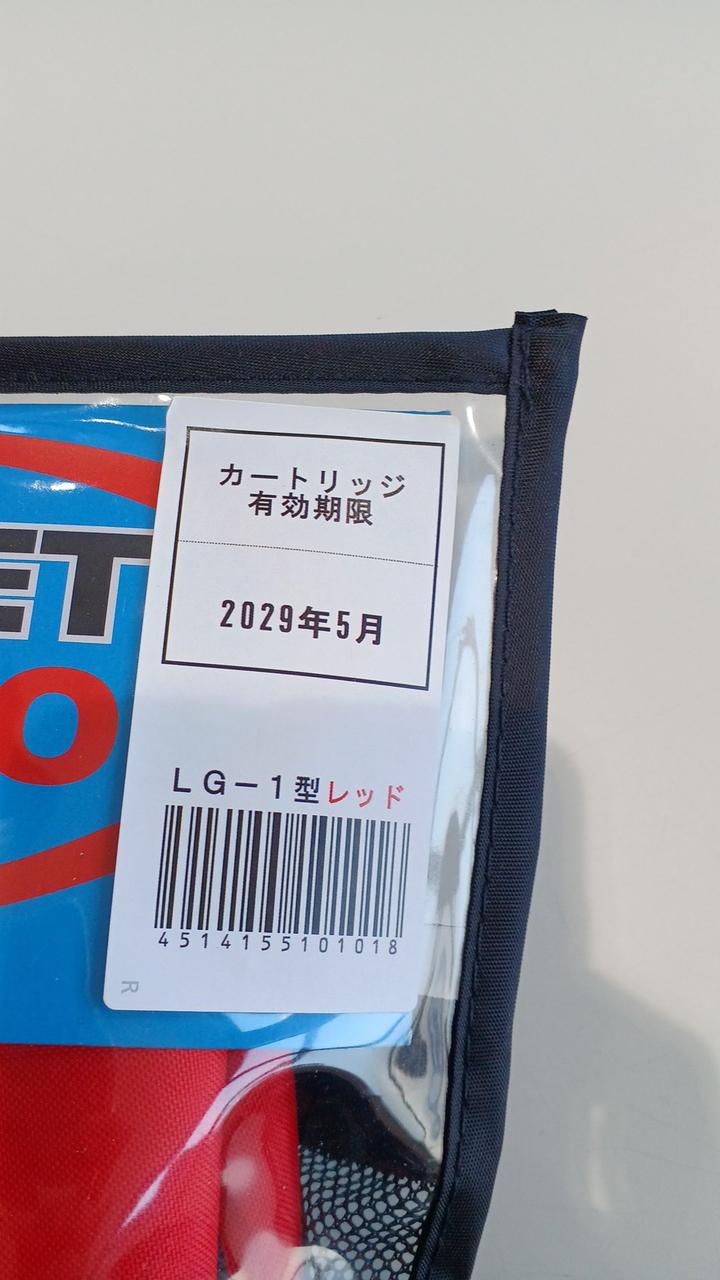 カートリッジ
有効期限
2029年5月
ET
O
LG-1型レッド
4514155101018
R